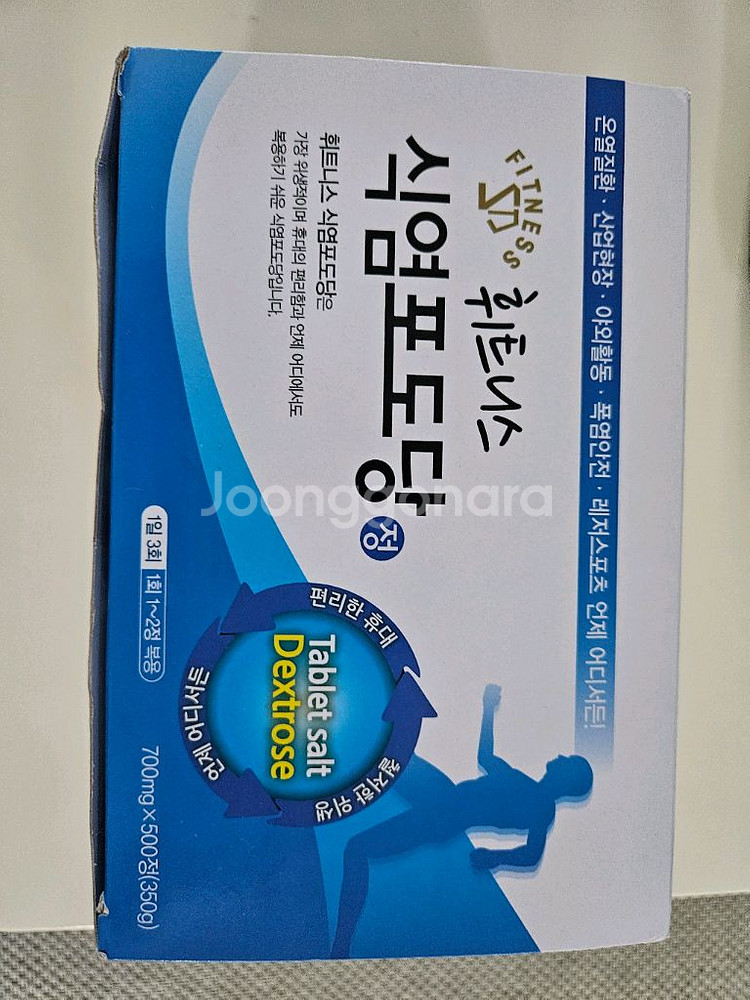 온열질환 · 산업현장 · 야외활동 · 폭염안전 · 레저스포츠 언제 어디서든!
FITNESS
휘트니스
식염포도당 정
휘트니스 식염포도당은
가장 위생적이며 휴대의 편리함과 언제 어디에서도
복용하기 쉬운 식염포도당입니다.
편리한 휴대
철저한 위생
언제 어디서든
Tablet salt
Dextrose
1일 3회 1회 1~2정 복용
700mg×500정(350g)
Joonggonara